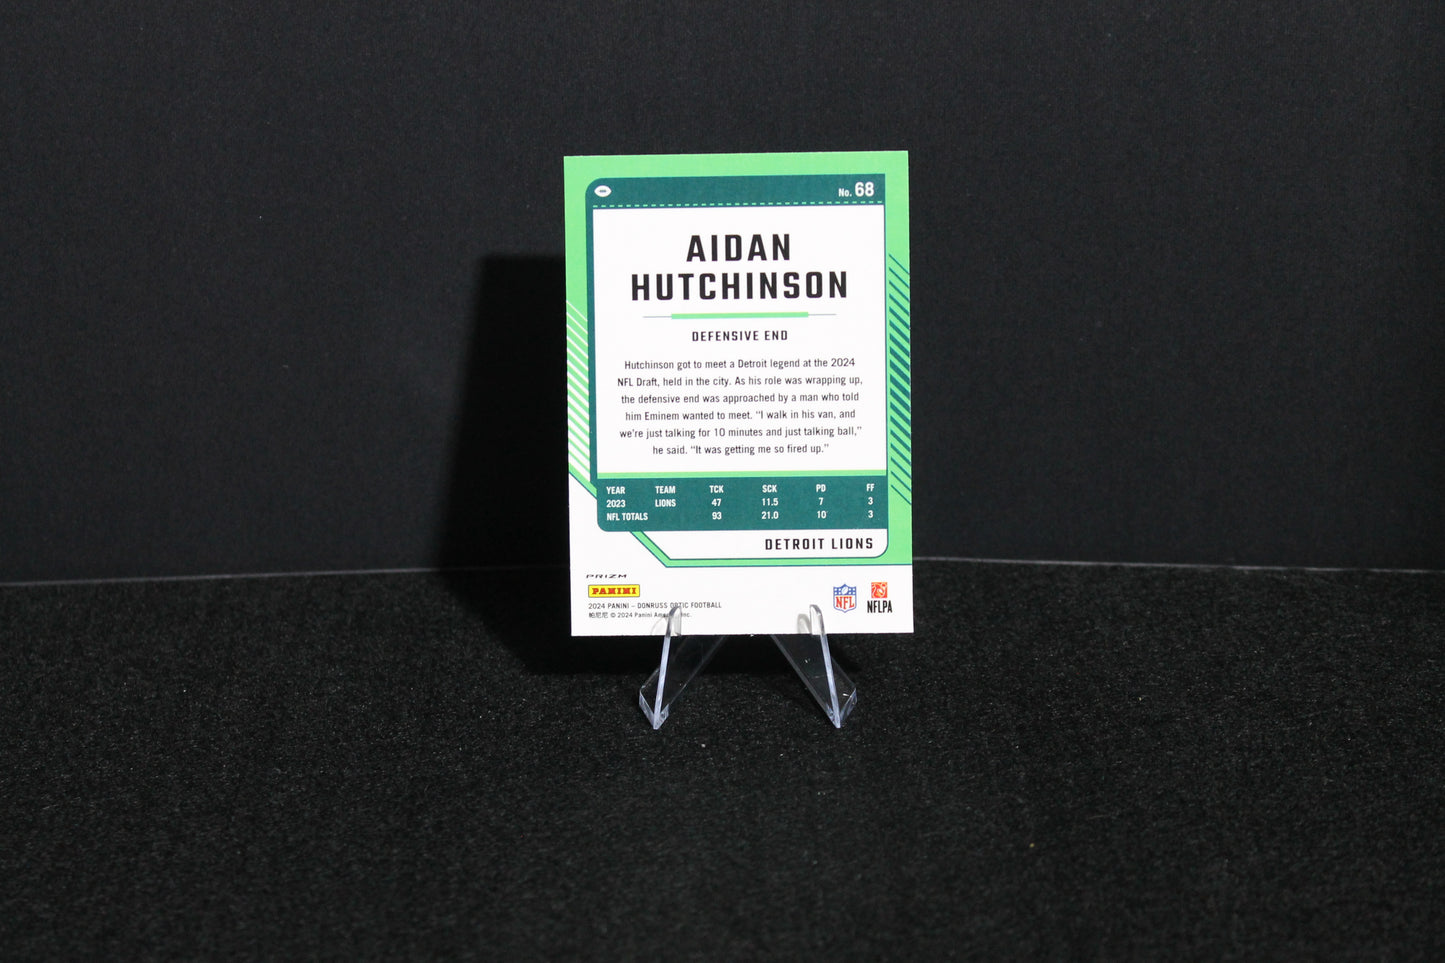 No. 68
AIDAN
HUTCHINSON
DEFENSIVE END
Hutchinson got to meet a Detroit legend at the 2024
NFL Draft, held in the city. As his role was wrapping up,
the defensive end was approached by a man who told
him Eminem wanted to meet. “I walk in his van, and
we’re just talking for 10 minutes and just talking ball,”
he said. “It was getting me so fired up.”
YEAR TEAM TCK SCK PD FF
2023 LIONS 47 11.5 7 3
NFL TOTALS 93 21.0 10 3
DETROIT LIONS
PRIZM
PANINI
2024 PANINI – DONRUSS OPTIC FOOTBALL
帕尼尼 © 2024 Panini Inc.
NFL
NFLPA